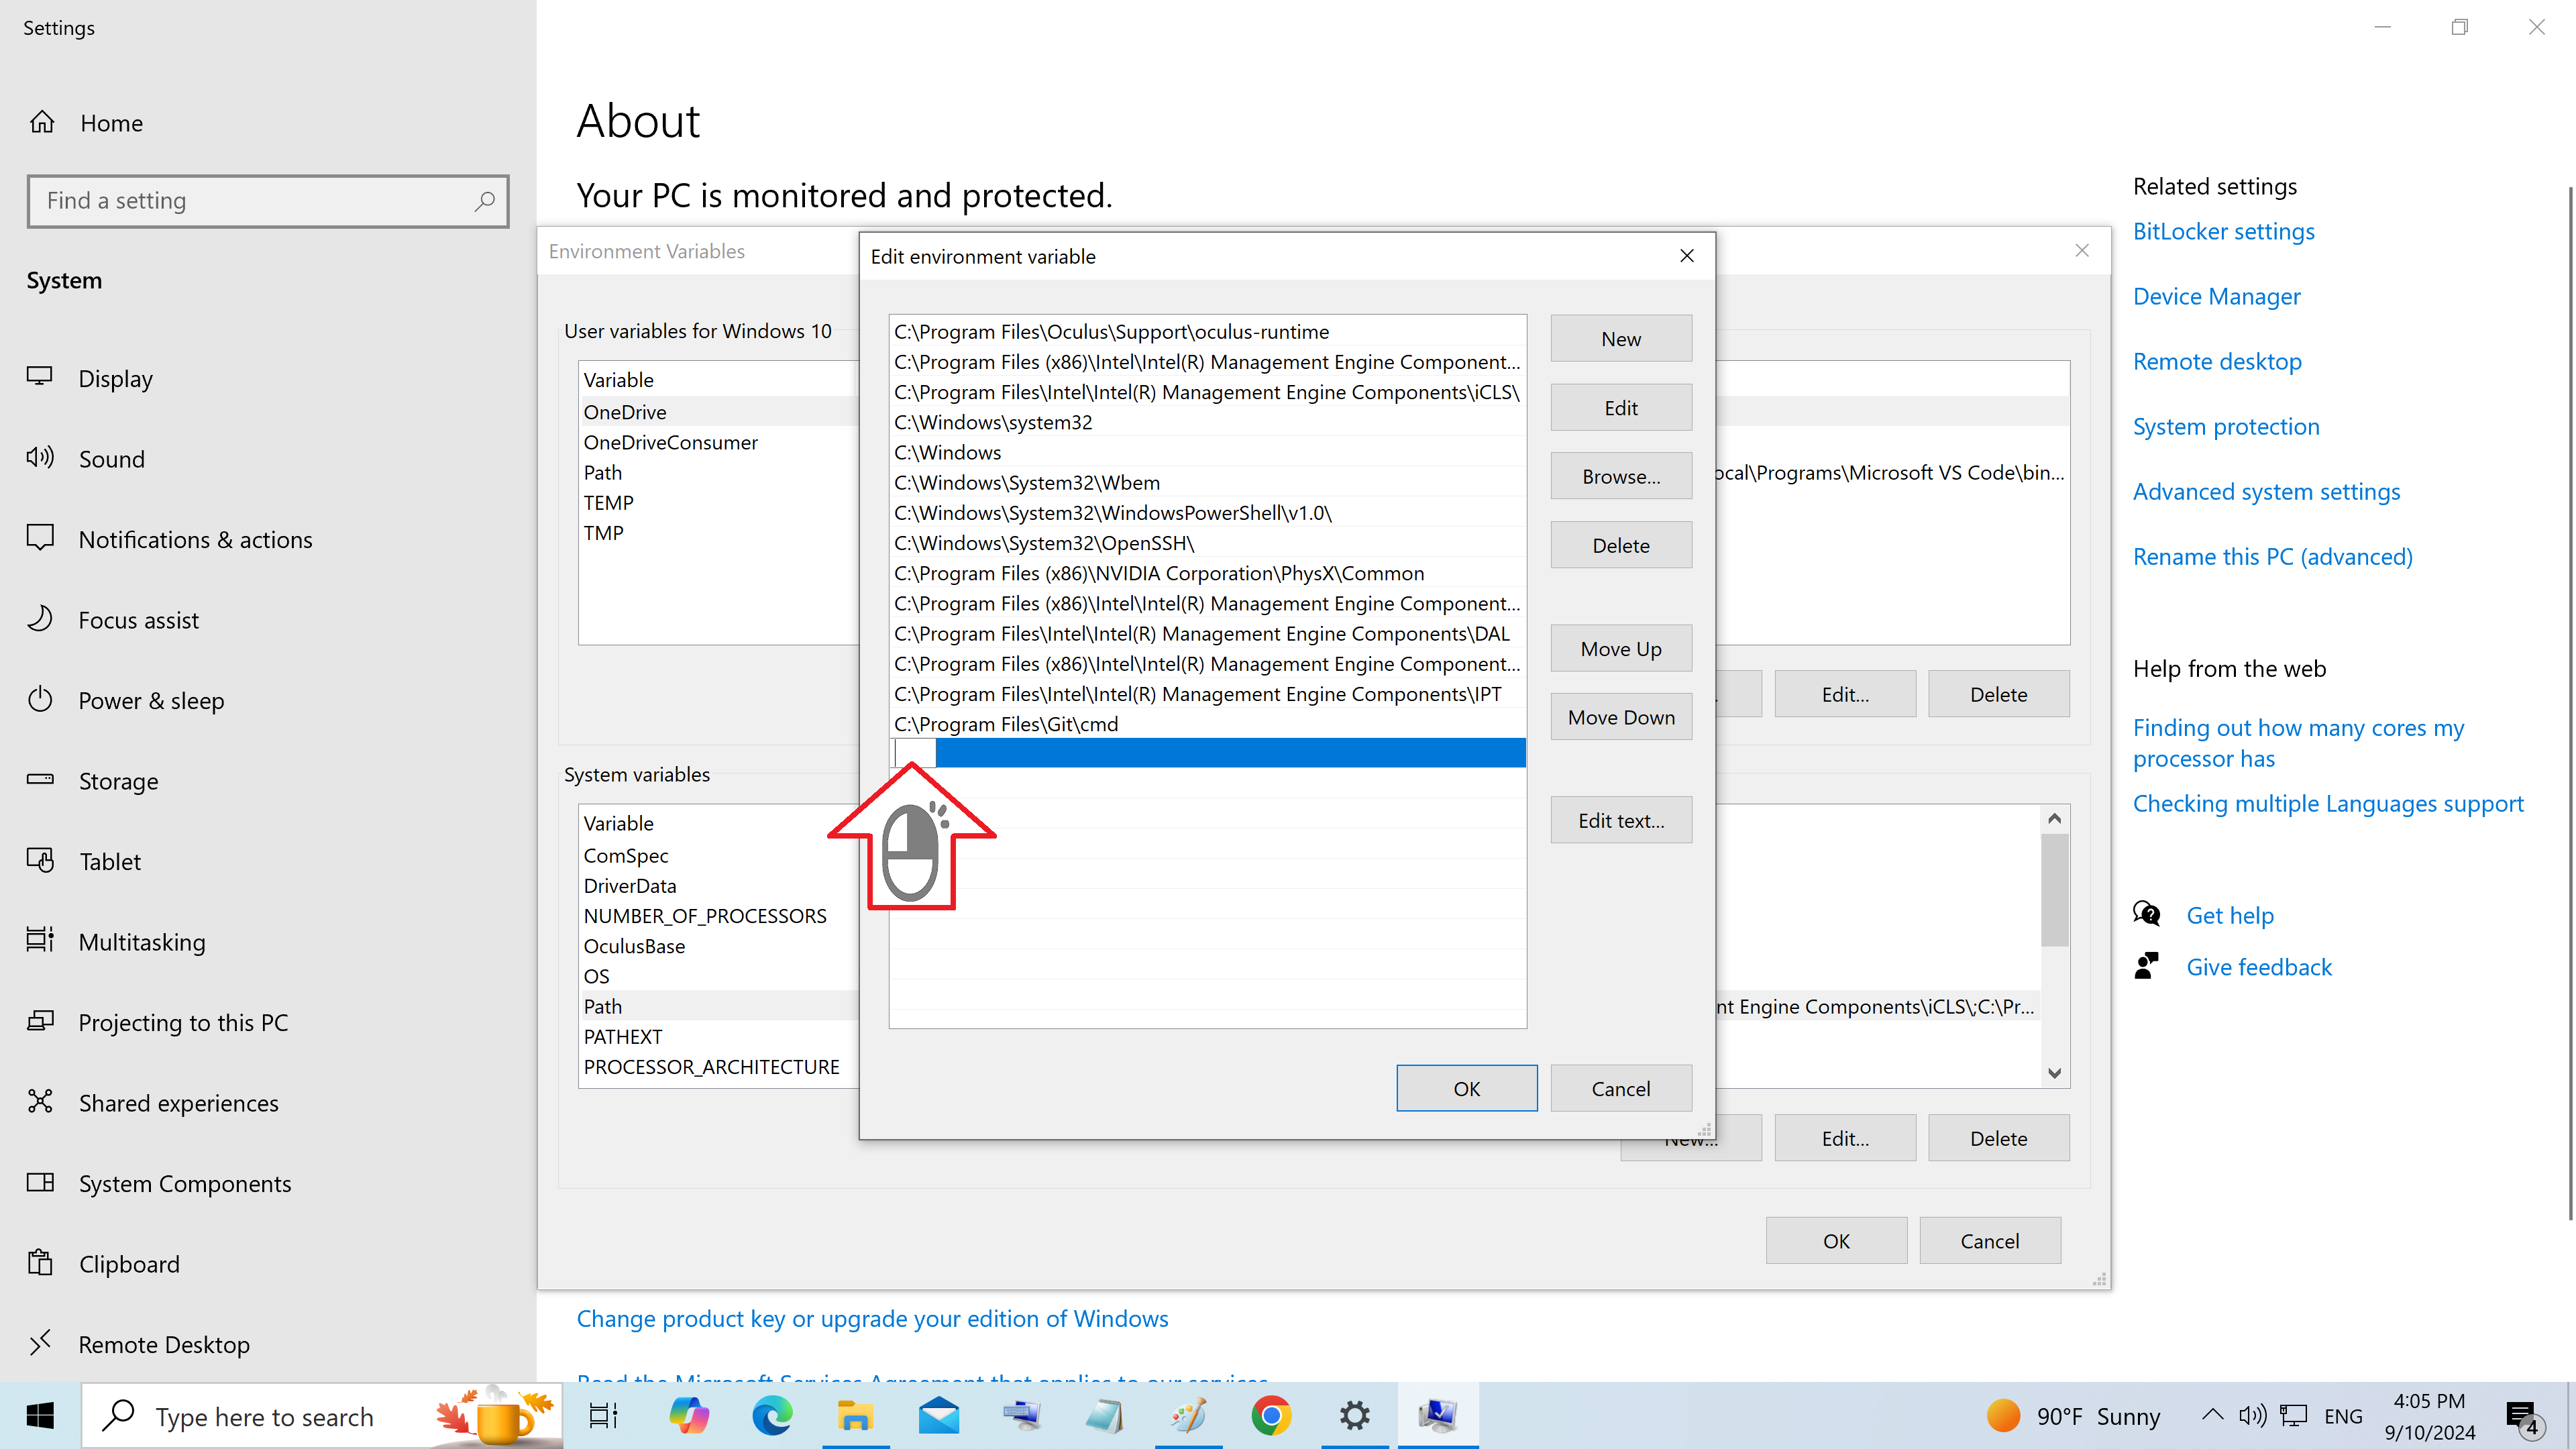 Settings
Home
Find a setting
System
Display
Sound
Notifications & actions
Focus assist
Power & sleep
Storage
Tablet
Multitasking
Projecting to this PC
Shared experiences
System Components
Clipboard
Remote Desktop
About
Your PC is monitored and protected.
Environment Variables
User variables for Windows 10
Variable
OneDrive
OneDriveConsumer
Path
TEMP
TMP
ocal\Programs\Microsoft VS Code\bin...
Edit...
Delete
System variables
Variable
ComSpec
DriverData
NUMBER_OF_PROCESSORS
OculusBase
OS
Path
PATHEXT
PROCESSOR_ARCHITECTURE
nt Engine Components\iCLS\;C:\Pr...
New...
Edit...
Delete
OK
Cancel
Edit environment variable
C:\Program Files\Oculus\Support\oculus-runtime
C:\Program Files (x86)\Intel\Intel(R) Management Engine Component...
C:\Program Files\Intel\Intel(R) Management Engine Components\iCLS\
C:\Windows\system32
C:\Windows
C:\Windows\System32\Wbem
C:\Windows\System32\WindowsPowerShell\v1.0\
C:\Windows\System32\OpenSSH\
C:\Program Files (x86)\NVIDIA Corporation\PhysX\Common
C:\Program Files (x86)\Intel\Intel(R) Management Engine Component...
C:\Program Files\Intel\Intel(R) Management Engine Components\DAL
C:\Program Files (x86)\Intel\Intel(R) Management Engine Component...
C:\Program Files\Intel\Intel(R) Management Engine Components\IPT
C:\Program Files\Git\cmd
New
Edit
Browse...
Delete
Move Up
Move Down
Edit text...
OK
Cancel
Change product key or upgrade your edition of Windows
Read the Microsoft Services Agreement that applies to our services
Related settings
BitLocker settings
Device Manager
Remote desktop
System protection
Advanced system settings
Rename this PC (advanced)
Help from the web
Finding out how many cores my
processor has
Checking multiple Languages support
Get help
Give feedback
Type here to search
90°F Sunny
ENG
4:05 PM
9/10/2024
4